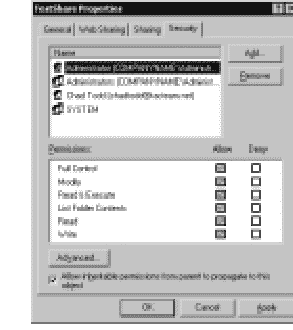 TestShare Properties
General Web Sharing Sharing Security
Name
Administrator
Administrators
Chad Todd
SYSTEM
Add...
Remove
Permissions: Allow Deny
Full Control
Modify
Read & Execute
List Folder Contents
Read
Write
Advanced...
Allow inheritable permissions from parent to propagate to this
object
OK Cancel Apply